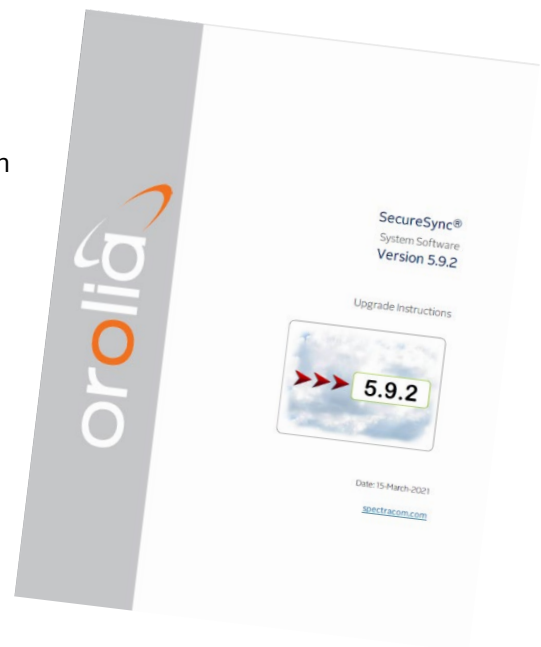 n
orolia
SecureSync®
System Software
Version 5.9.2
Upgrade Instructions
5.9.2
Date: 15-March-2021
spectracom.com